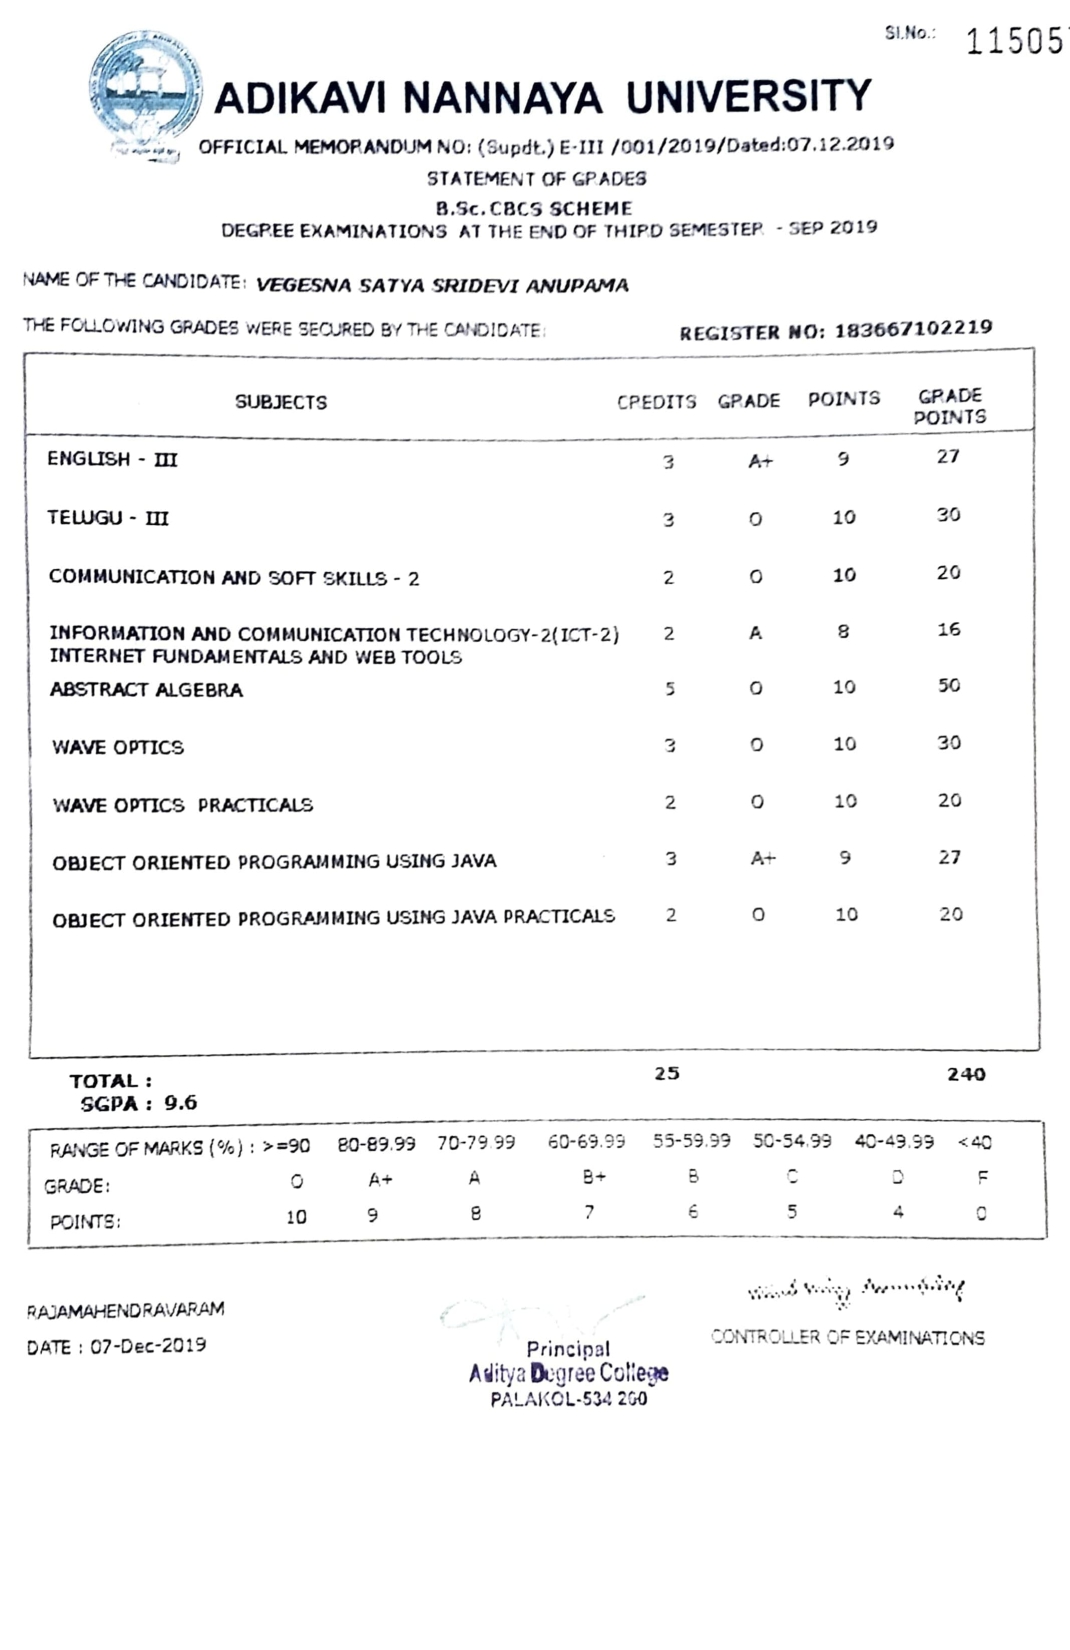 Sl.No.: 11505
ADIKAVI NANNAYA UNIVERSITY
OFFICIAL MEMORANDUM NO: (Supdt.) E-III /001/2019/Dated:07.12.2019
STATEMENT OF GRADES
B.Sc. CBCS SCHEME
DEGREE EXAMINATIONS AT THE END OF THIRD SEMESTER - SEP 2019
NAME OF THE CANDIDATE: VEGESNA SATYA SRIDEVI ANUPAMA
THE FOLLOWING GRADES WERE SECURED BY THE CANDIDATE: REGISTER NO: 183667102219
SUBJECTS CREDITS GRADE POINTS GRADE POINTS
ENGLISH - III 3 A+ 9 27
TELUGU - III 3 O 10 30
COMMUNICATION AND SOFT SKILLS - 2 2 O 10 20
INFORMATION AND COMMUNICATION TECHNOLOGY-2(ICT-2) 2 A 8 16
INTERNET FUNDAMENTALS AND WEB TOOLS
ABSTRACT ALGEBRA 5 O 10 50
WAVE OPTICS 3 O 10 30
WAVE OPTICS PRACTICALS 2 O 10 20
OBJECT ORIENTED PROGRAMMING USING JAVA 3 A+ 9 27
OBJECT ORIENTED PROGRAMMING USING JAVA PRACTICALS 2 O 10 20
TOTAL : 25 240
SGPA : 9.6
RANGE OF MARKS (%) : >=90 80-89.99 70-79.99 60-69.99 55-59.99 50-54.99 40-49.99 <40
GRADE: O A+ A B+ B C D F
POINTS: 10 9 8 7 6 5 4 0
RAJAMAHENDRAVARAM
DATE : 07-Dec-2019
Principal
Aditya Degree College
PALAKOL-534 260
CONTROLLER OF EXAMINATIONS